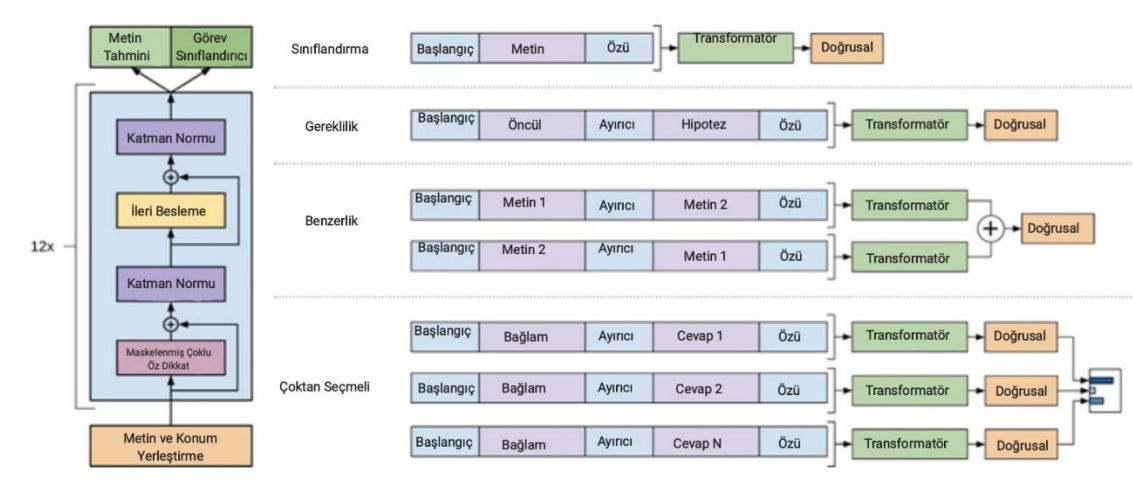 Metin
Tahmini
Görev
Sınıflandırıcı
Katman Normu
İleri Besleme
12x
Katman Normu
Maskelenmiş Çoklu
Öz Dikkat
Metin ve Konum
Yerleştirme
Sınıflandırma
Başlangıç
Metin
Özü
Transformatör
Doğrusal
Gereklilik
Başlangıç
Öncül
Ayırıcı
Hipotez
Özü
Transformatör
Doğrusal
Benzerlik
Başlangıç
Metin 1
Ayırıcı
Metin 2
Özü
Transformatör
Başlangıç
Metin 2
Ayırıcı
Metin 1
Özü
Transformatör
Doğrusal
Çoktan Seçmeli
Başlangıç
Bağlam
Ayırıcı
Cevap 1
Özü
Transformatör
Doğrusal
Başlangıç
Bağlam
Ayırıcı
Cevap 2
Özü
Transformatör
Doğrusal
Başlangıç
Bağlam
Ayırıcı
Cevap N
Özü
Transformatör
Doğrusal